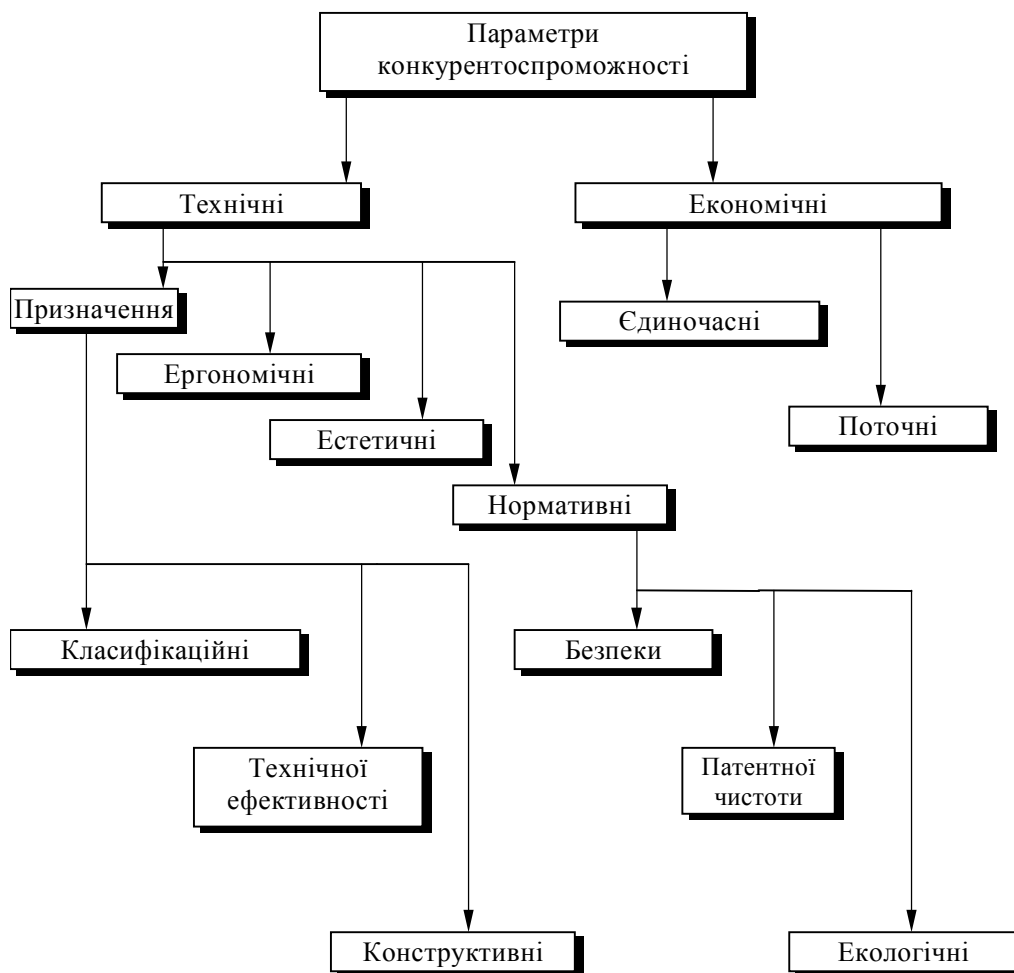 Параметри
конкурентоспроможності
Технічні
Економічні
Призначення
Єдиночасні
Ергономічні
Естетичні
Поточні
Нормативні
Класифікаційні
Безпеки
Технічної
ефективності
Патентної
чистоти
Конструктивні
Екологічні